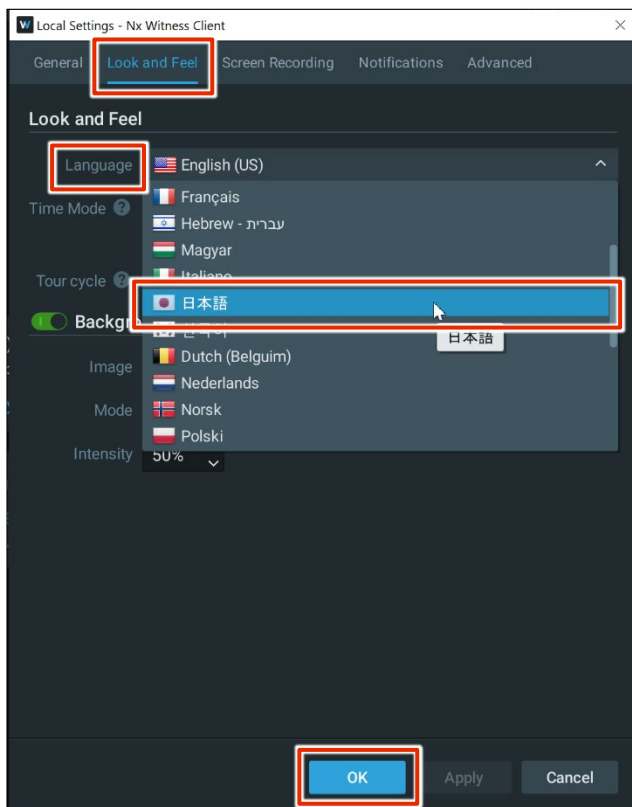 Local Settings - Nx Witness Client
General Look and Feel Screen Recording Notifications Advanced
Look and Feel
Language English (US)
Time Mode
Français
Hebrew - עברית
Magyar
Tour cycle
Italiano
日本語
日本語
Backgr
Dutch (Belguim)
Image
Nederlands
Mode
Norsk
Polski
Intensity 50%
OK Apply Cancel